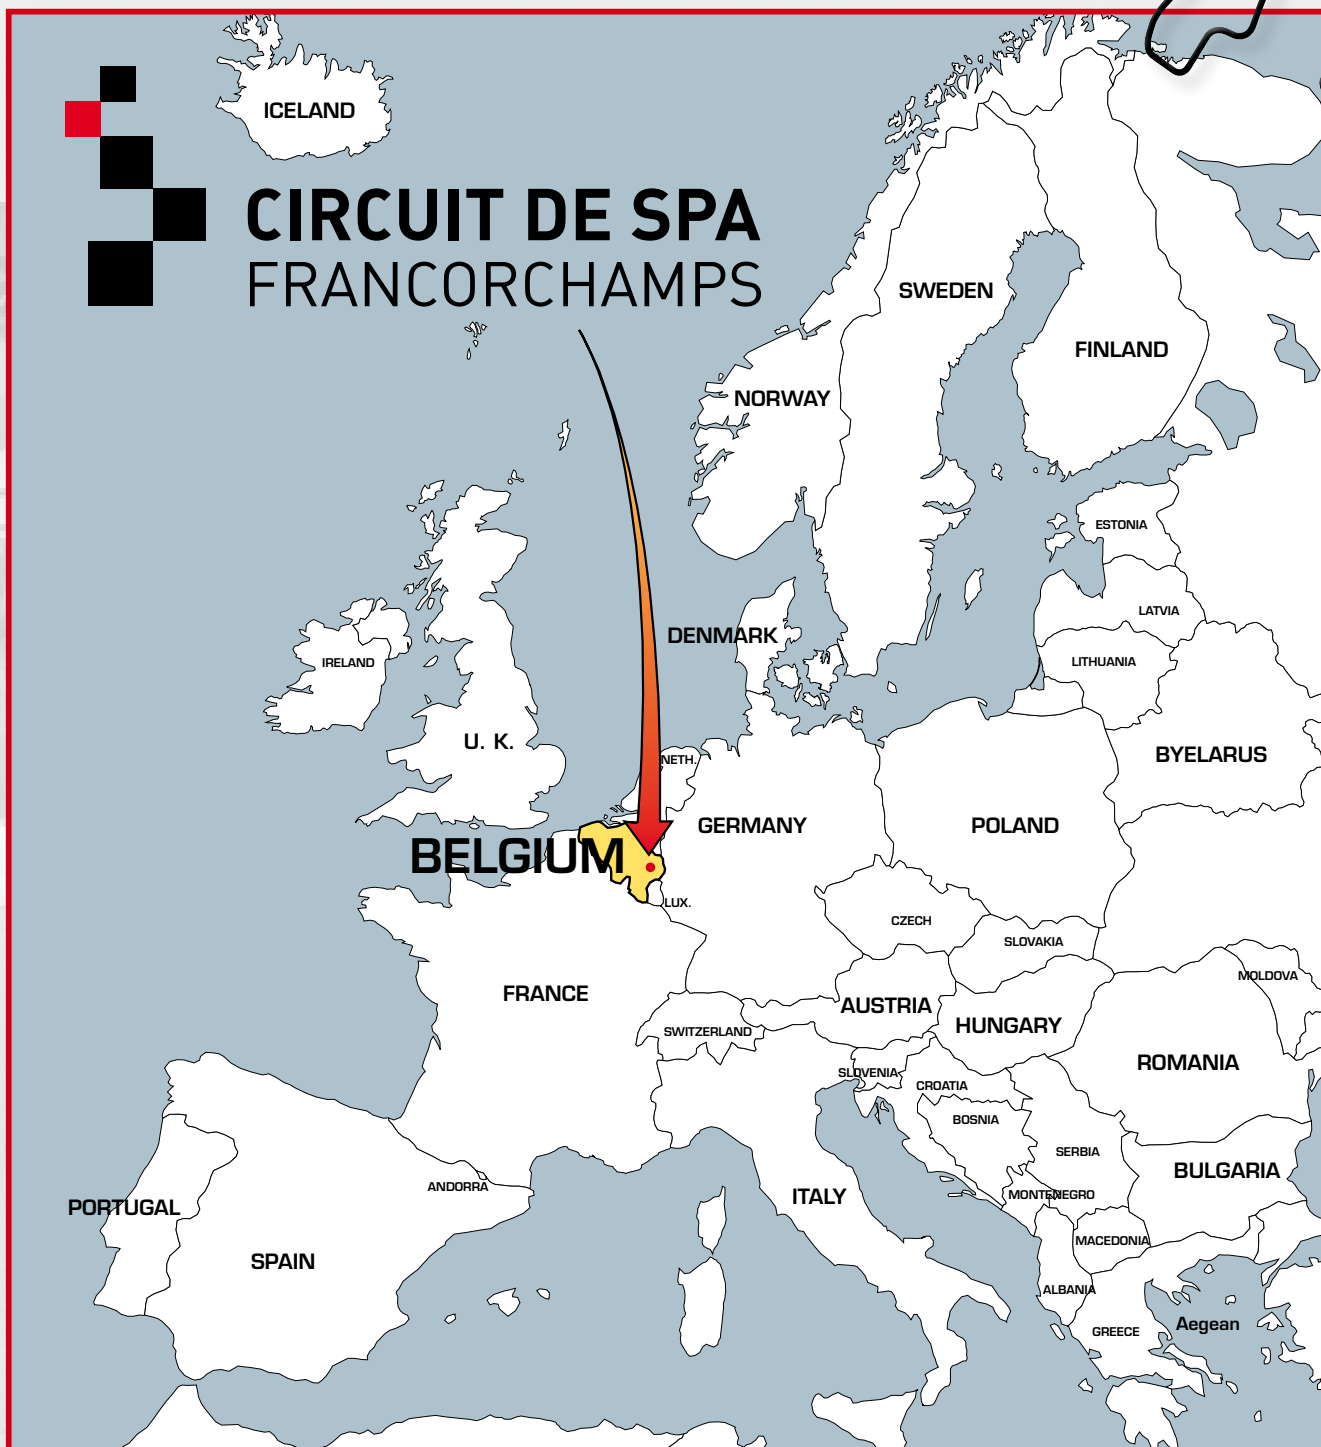 ICELAND
CIRCUIT DE SPA
FRANCORCHAMPS
SWEDEN
FINLAND
NORWAY
ESTONIA
LATVIA
DENMARK
IRELAND
LITHUANIA
U. K.
NETH.
BYELARUS
GERMANY
POLAND
BELGIUM
LUX.
CZECH
SLOVAKIA
MOLDOVA
FRANCE
AUSTRIA
HUNGARY
SWITZERLAND
ROMANIA
SLOVENIA
CROATIA
BOSNIA
SERBIA
BULGARIA
ANDORRA
ITALY
MONTENEGRO
PORTUGAL
MACEDONIA
SPAIN
ALBANIA
GREECE
Aegean